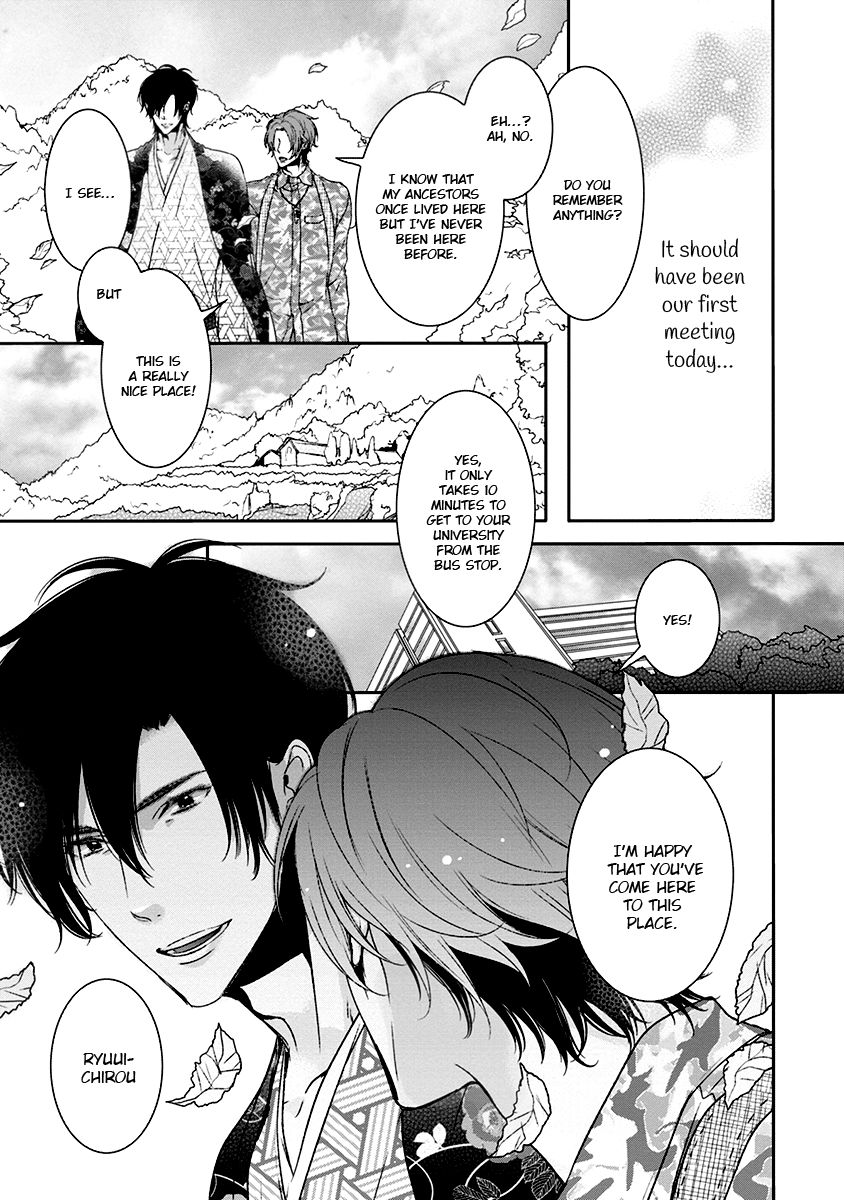 It should
have been
our first
meeting
today...
DO YOU
REMEMBER
ANYTHING?
EH...?
AH, NO.
I KNOW THAT
MY ANCESTORS
ONCE LIVED HERE
BUT I'VE NEVER
BEEN HERE
BEFORE.
I SEE...
BUT
THIS IS
A REALLY
NICE PLACE!
YES,
IT ONLY
TAKES 10
MINUTES TO
GET TO YOUR
UNIVERSITY
FROM THE
BUS STOP.
YES!
I'M HAPPY
THAT YOU'VE
COME HERE
TO THIS
PLACE.
RYUUI-
CHIROU